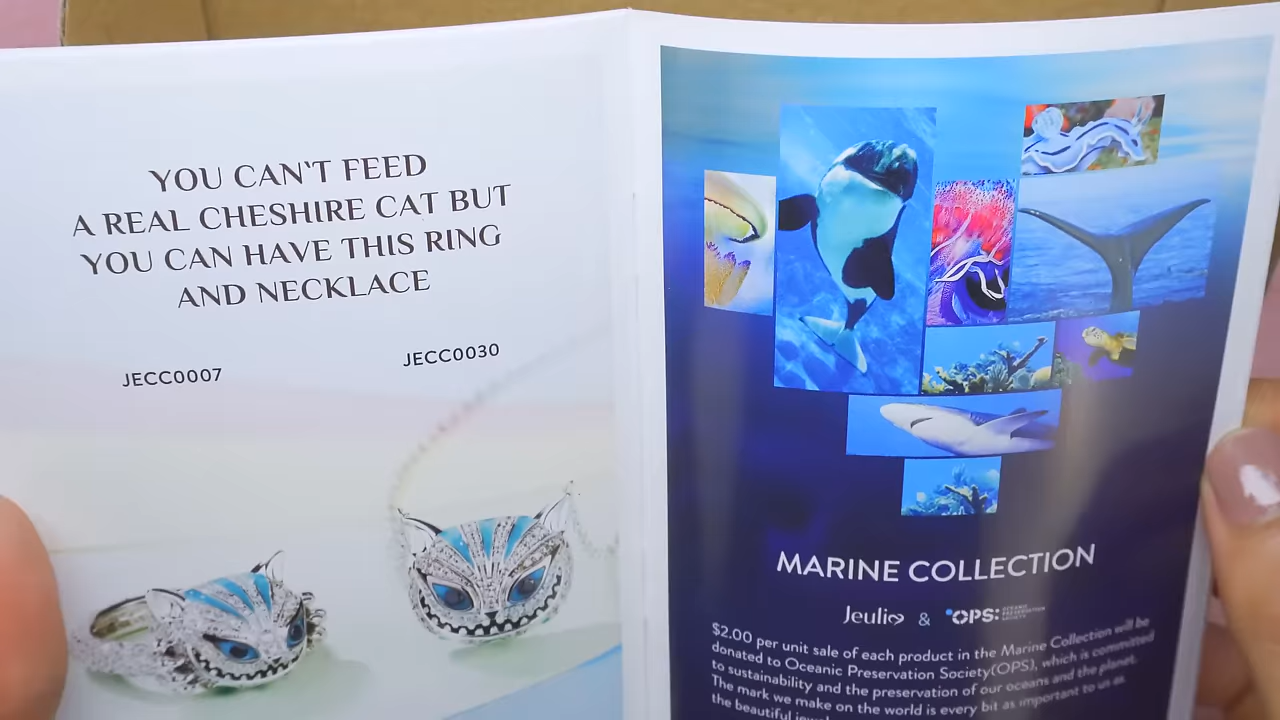 YOU CAN'T FEED
A REAL CHESHIRE CAT BUT
YOU CAN HAVE THIS RING
AND NECKLACE
JECC0007
JECC0030
MARINE COLLECTION
Jeulia & OPS: OCEANIC PRESERVATION SOCIETY
$2.00 per unit sale of each product in the Marine Collection will be
donated to Oceanic Preservation Society(OPS), which is committed
to sustainability and the preservation of our oceans and the planet.
The mark we make on the world is every bit as important to us as
the beautiful